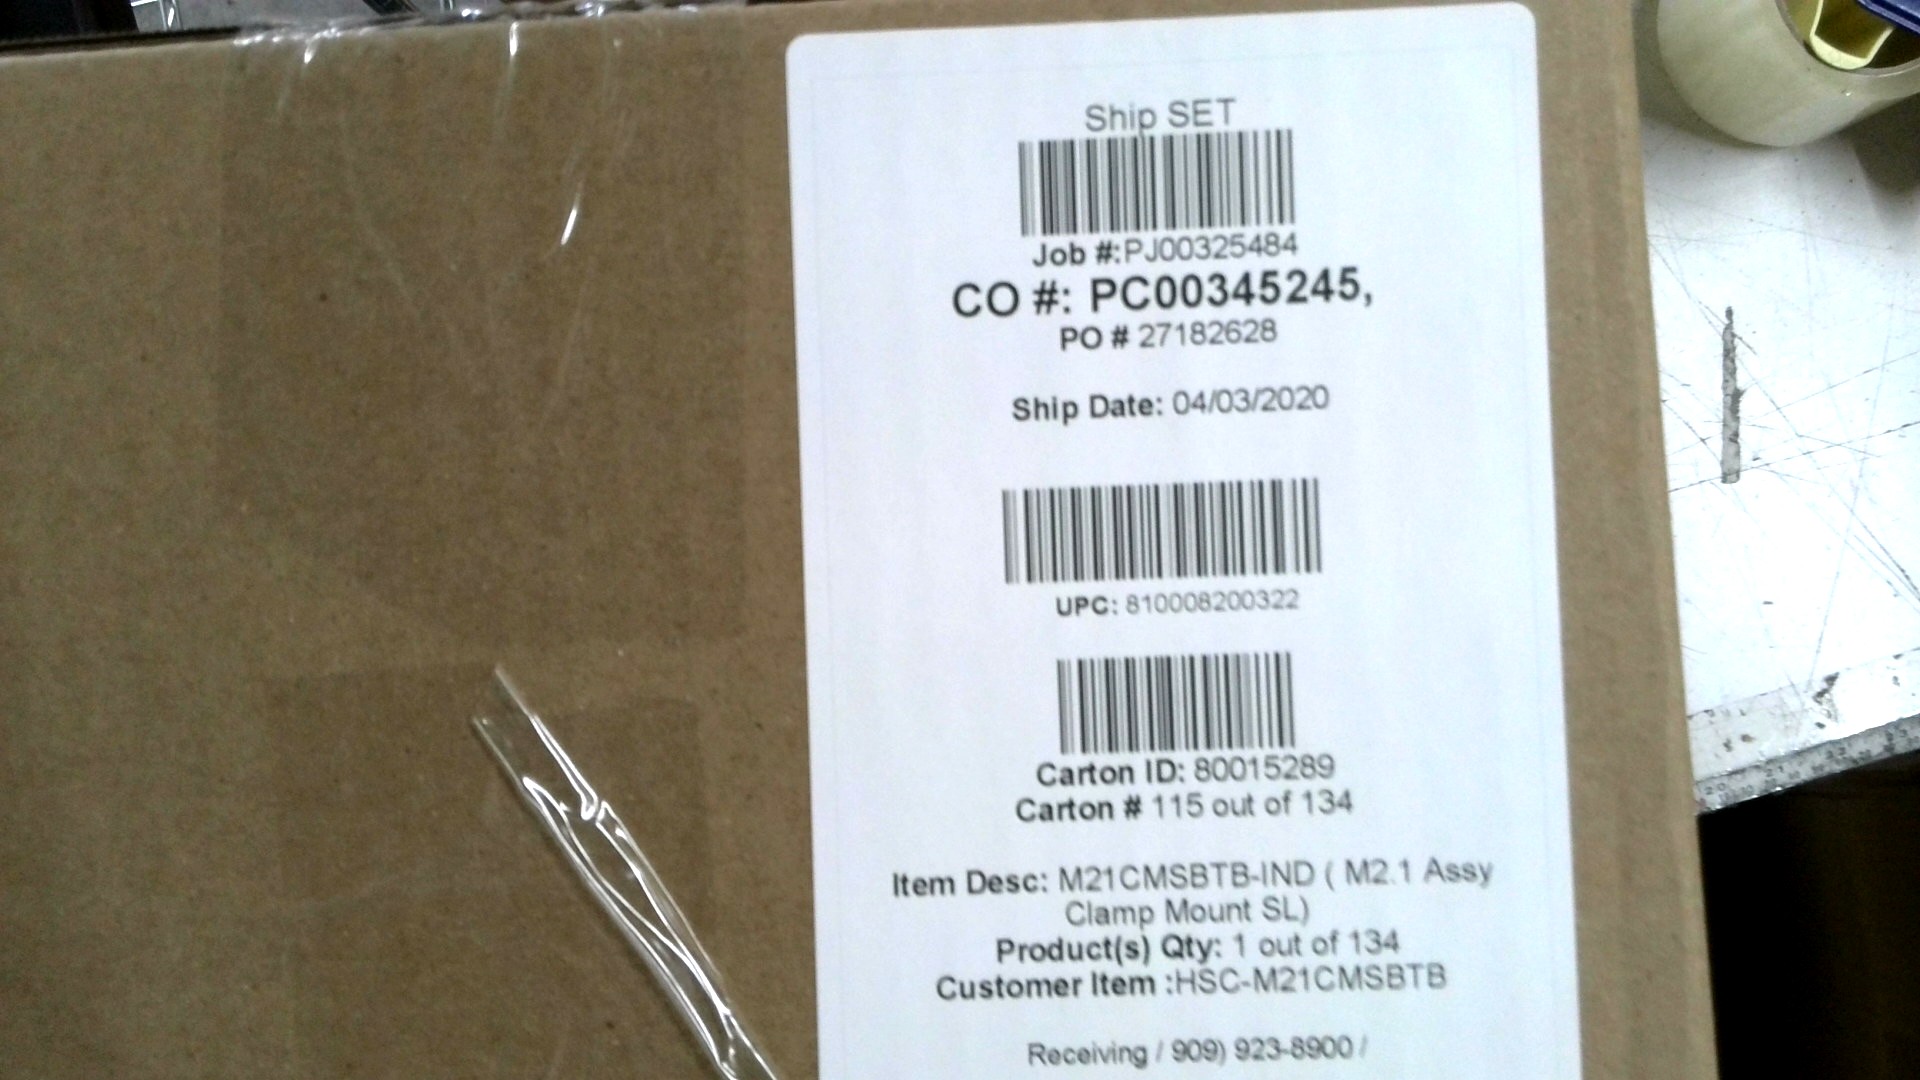 Ship SET
Job #:PJ00325484
CO #: PC00345245,
PO # 27182628
Ship Date: 04/03/2020
UPC: 810008200322
Carton ID: 80015289
Carton # 115 out of 134
Item Desc: M21CMSBTB-IND ( M2.1 Assy
Clamp Mount SL)
Product(s) Qty: 1 out of 134
Customer Item :HSC-M21CMSBTB
Receiving / 909) 923-8900 /